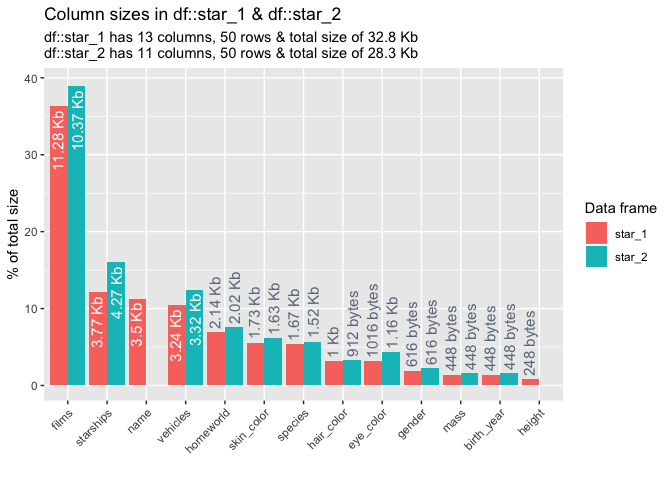 Column sizes in df::star_1 & df::star_2
df::star_1 has 13 columns, 50 rows & total size of 32.8 Kb
df::star_2 has 11 columns, 50 rows & total size of 28.3 Kb
% of total size
40
30
20
10
0
11.28 Kb
10.37 Kb
3.77 Kb
4.27 Kb
3.5 Kb
3.24 Kb
3.32 Kb
2.14 Kb
2.02 Kb
1.73 Kb
1.63 Kb
1.67 Kb
1.52 Kb
1 Kb
912 bytes
1016 bytes
1.16 Kb
616 bytes
616 bytes
448 bytes
448 bytes
448 bytes
448 bytes
248 bytes
films
starships
name
vehicles
homeworld
skin_color
species
hair_color
eye_color
gender
mass
birth_year
height
Data frame
star_1
star_2